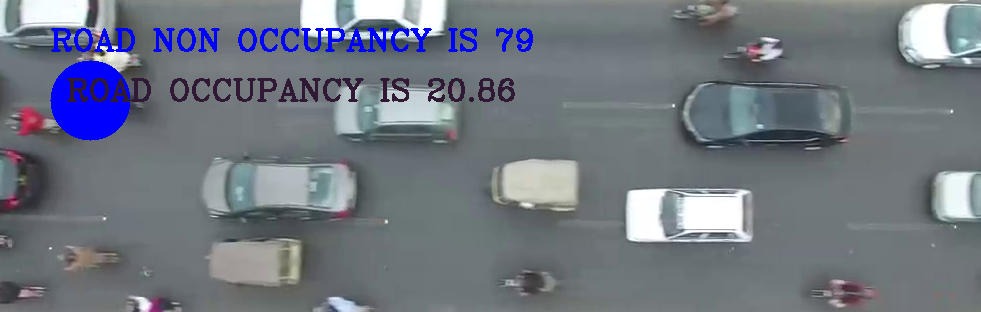 ROAD NON OCCUPANCY IS 79
ROAD OCCUPANCY IS 20.86